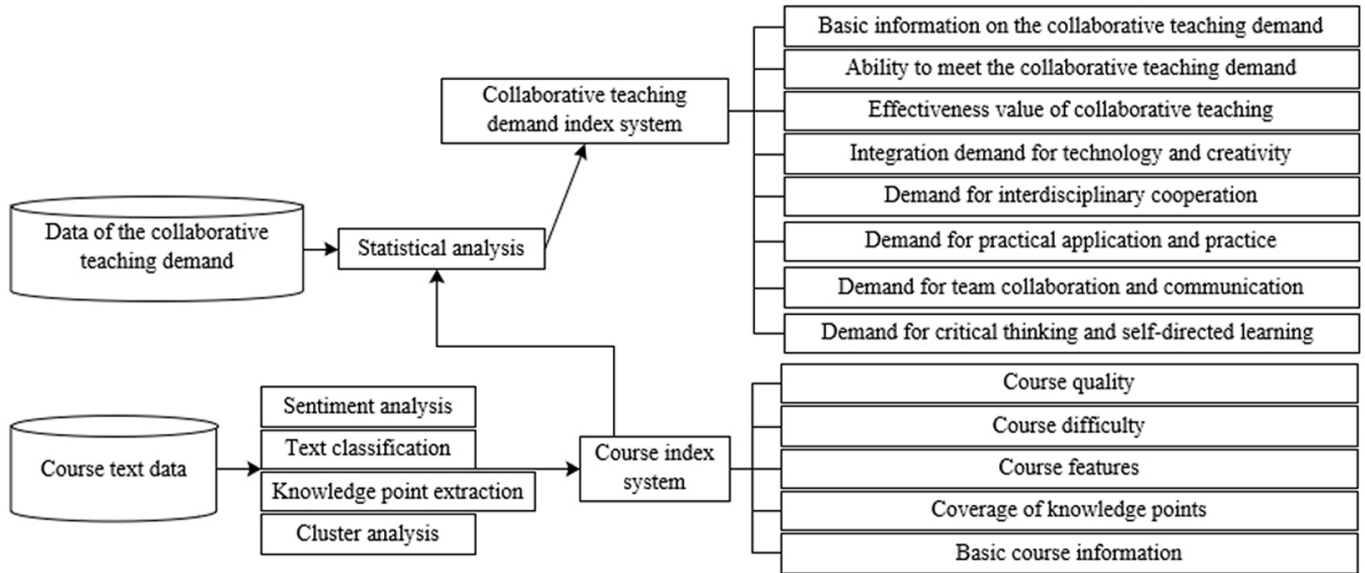 Basic information on the collaborative teaching demand
Ability to meet the collaborative teaching demand
Collaborative teaching
demand index system
Effectiveness value of collaborative teaching
Integration demand for technology and creativity
Demand for interdisciplinary cooperation
Data of the collaborative
teaching demand
Statistical analysis
Demand for practical application and practice
Demand for team collaboration and communication
Demand for critical thinking and self-directed learning
Course text data
Sentiment analysis
Text classification
Knowledge point extraction
Cluster analysis
Course index
system
Course quality
Course difficulty
Course features
Coverage of knowledge points
Basic course information